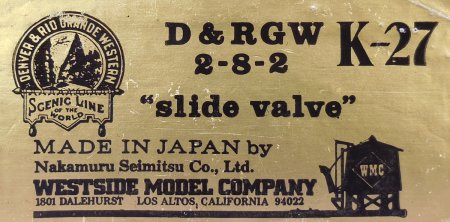 DENVER & RIO GRANDE WESTERN
SCENIC LINE
OF THE
WORLD
D & RGW K-27
2-8-2
"slide valve"
MADE IN JAPAN by
Nakamuru Seimitsu Co., Ltd.
WESTSIDE MODEL COMPANY
1801 DALEHURST LOS ALTOS, CALIFORNIA 94022
WMC